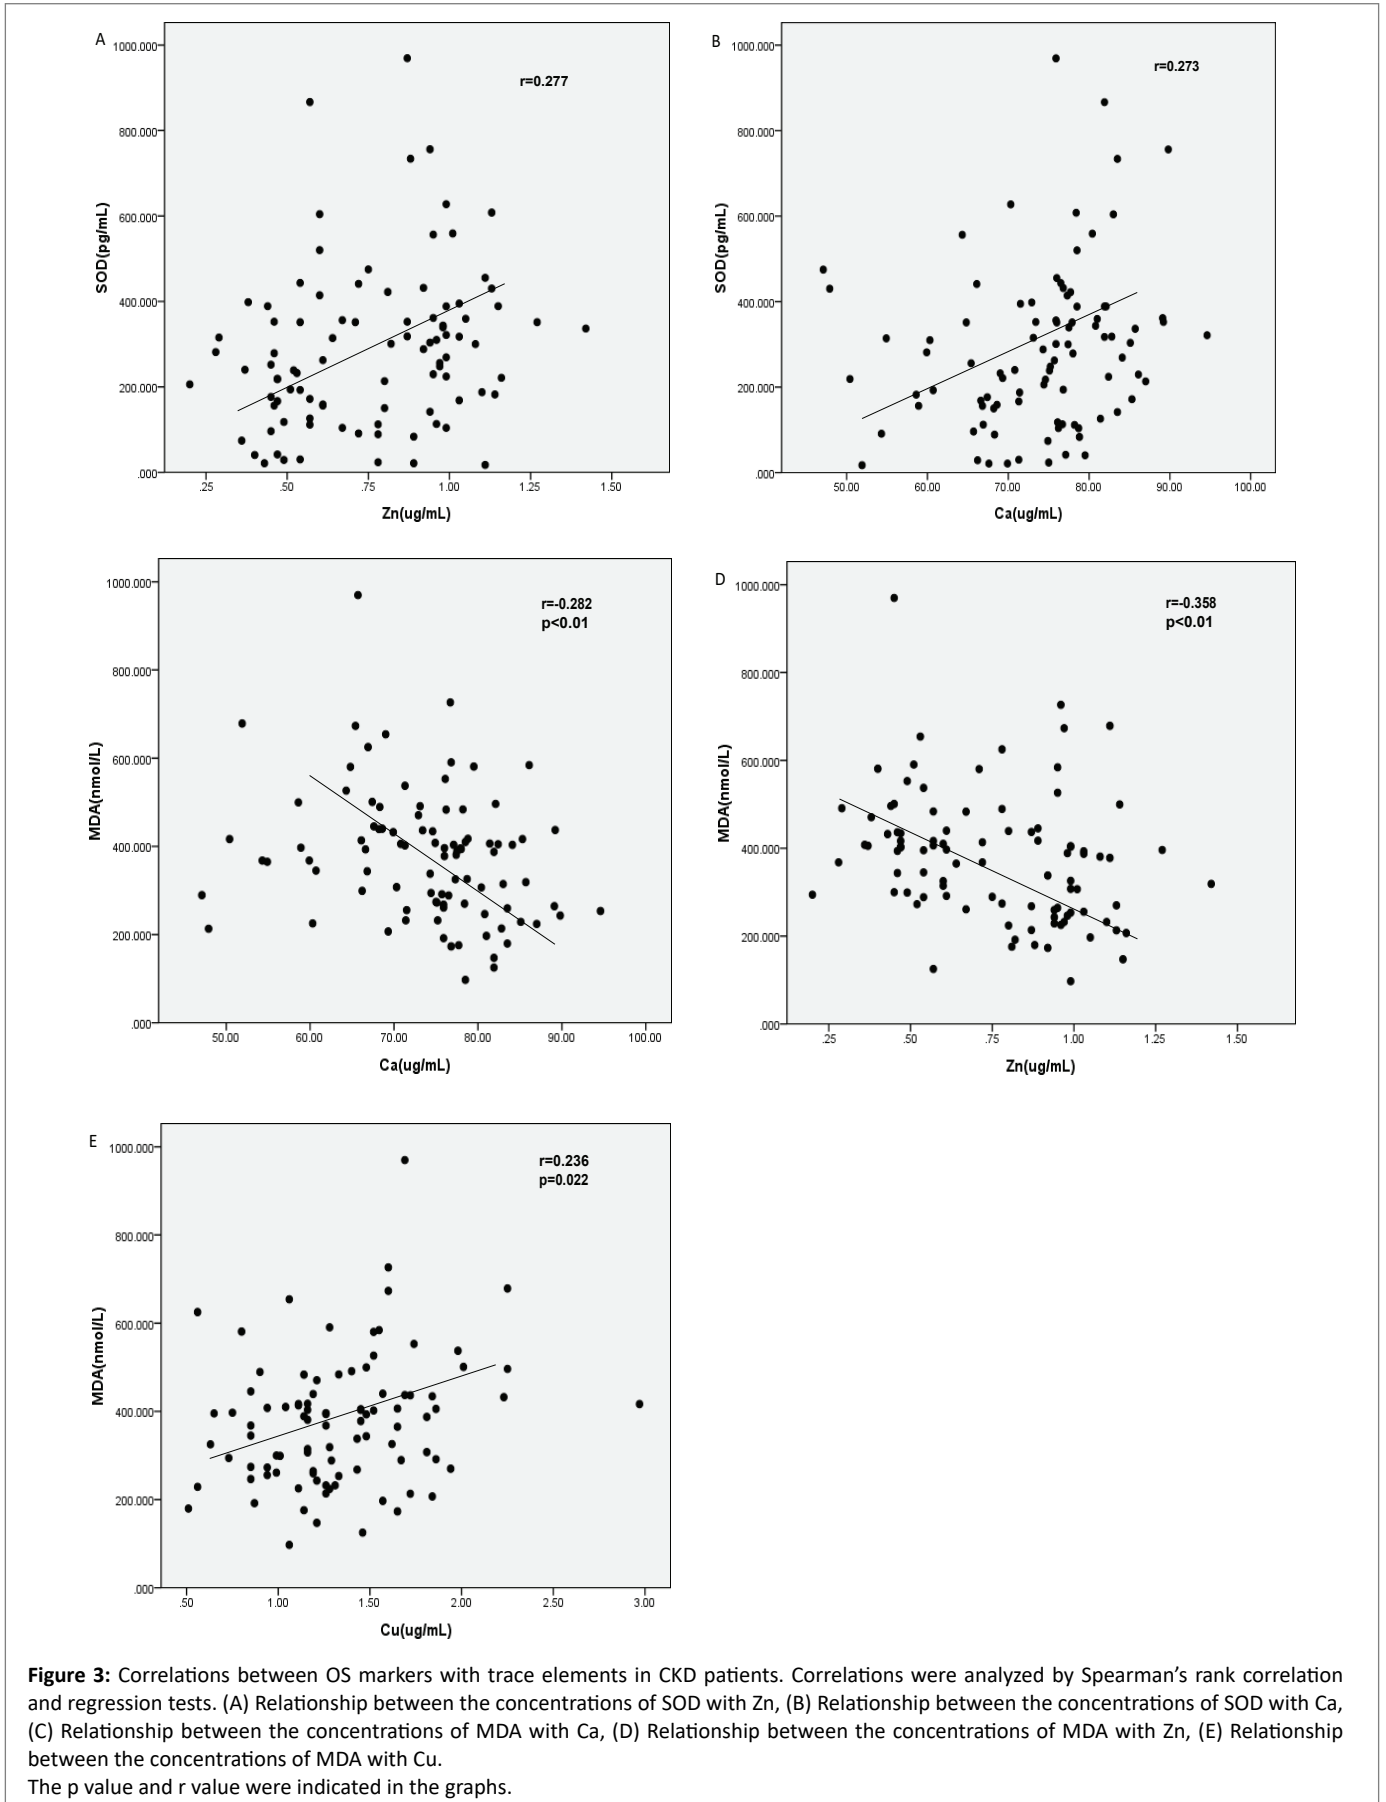 A
1000.000
800.000
600.000
400.000
200.000
.000
SOD(pg/mL)
r=0.277
.25 .50 .75 1.00 1.25 1.50
Zn(ug/mL)
B
1000.000
800.000
600.000
400.000
200.000
.000
SOD(pg/mL)
r=0.273
50.00 60.00 70.00 80.00 90.00 100.00
Ca(ug/mL)
1000.000
800.000
600.000
400.000
200.000
.000
MDA(nmol/L)
r=-0.282
p<0.01
50.00 60.00 70.00 80.00 90.00 100.00
Ca(ug/mL)
D
1000.000
800.000
600.000
400.000
200.000
.000
MDA(nmol/L)
r=-0.358
p<0.01
.25 .50 .75 1.00 1.25 1.50
Zn(ug/mL)
E
1000.000
800.000
600.000
400.000
200.000
.000
MDA(nmol/L)
r=0.236
p=0.022
.50 1.00 1.50 2.00 2.50 3.00
Cu(ug/mL)
Figure 3: Correlations between OS markers with trace elements in CKD patients. Correlations were analyzed by Spearman's rank correlation
and regression tests. (A) Relationship between the concentrations of SOD with Zn, (B) Relationship between the concentrations of SOD with Ca,
(C) Relationship between the concentrations of MDA with Ca, (D) Relationship between the concentrations of MDA with Zn, (E) Relationship
between the concentrations of MDA with Cu.
The p value and r value were indicated in the graphs.